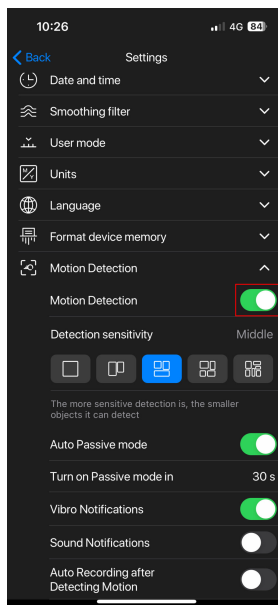 10:26
4G 84
Back
Settings
Date and time
Smoothing filter
User mode
M/Y Units
Language
Format device memory
Motion Detection
Motion Detection
Detection sensitivity Middle
The more sensitive detection is, the smaller
objects it can detect
Auto Passive mode
Turn on Passive mode in 30 s
Vibro Notifications
Sound Notifications
Auto Recording after
Detecting Motion